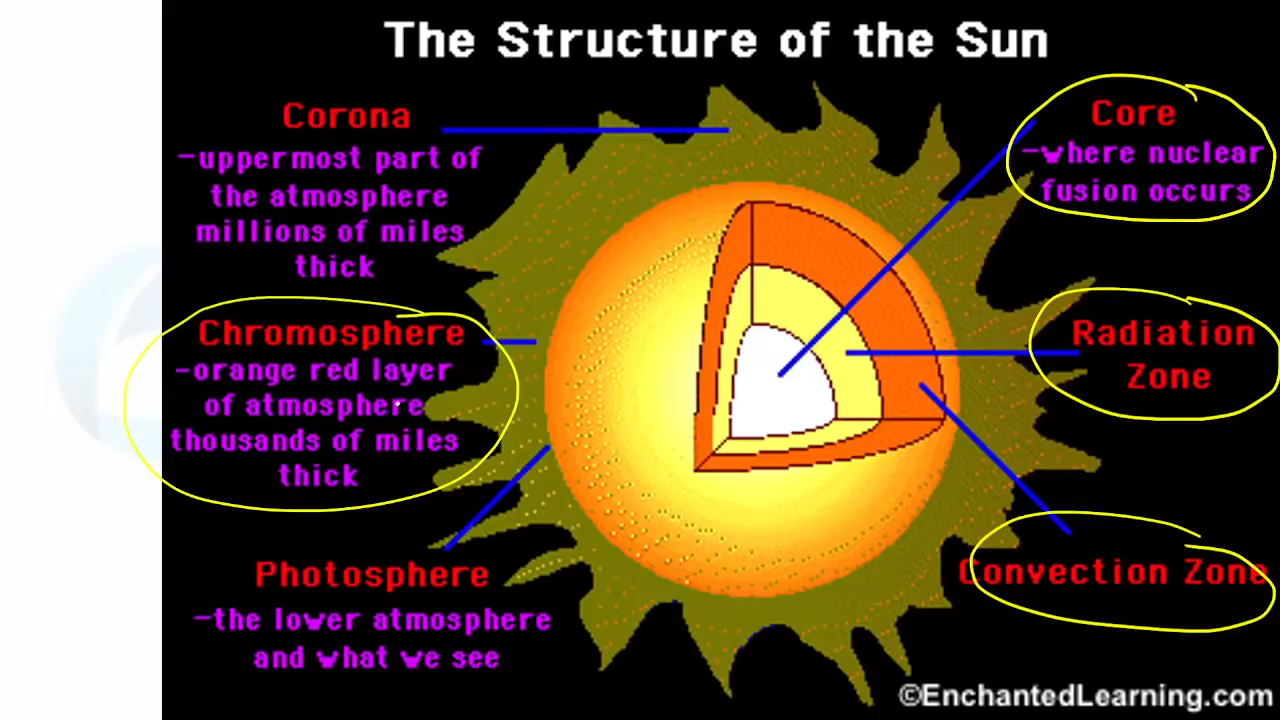 The Structure of the Sun
Corona
-uppermost part of
the atmosphere
millions of miles
thick
Chromosphere
-orange red layer
of atmosphere
thousands of miles
thick
Photosphere
-the lower atmosphere
and what we see
Core
-where nuclear
fusion occurs
Radiation
Zone
Convection Zone
©EnchantedLearning.com